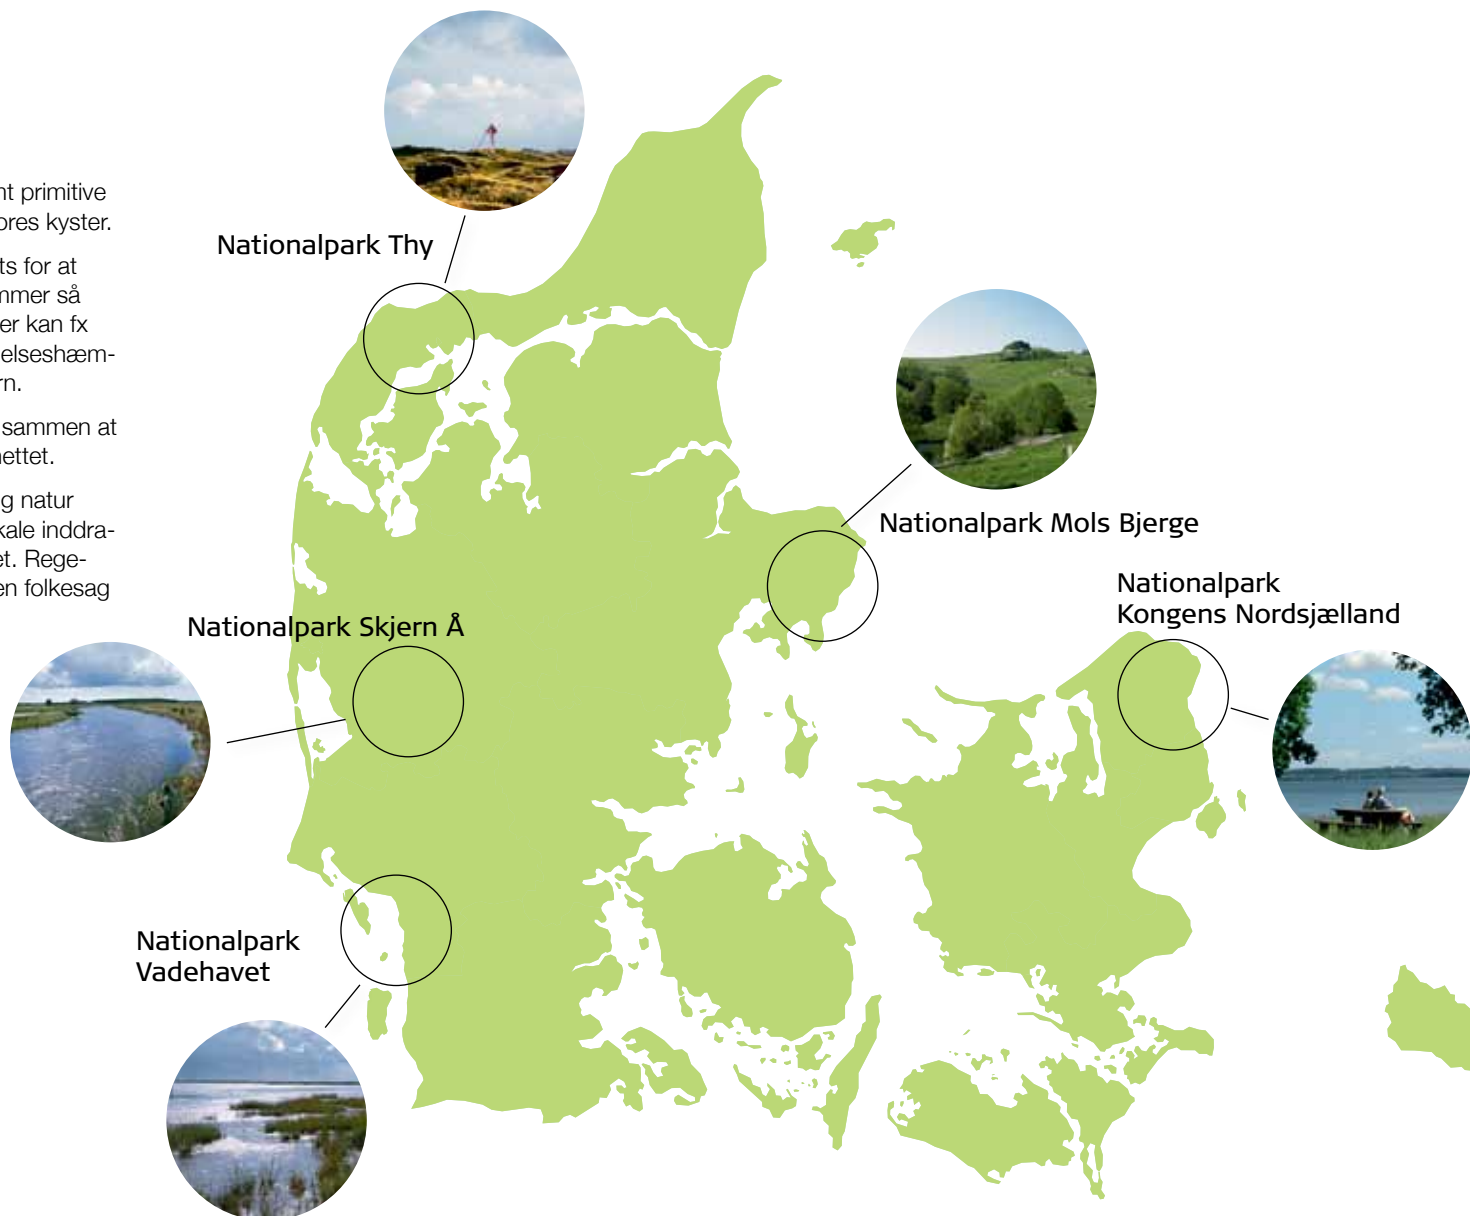 nt primitive
ores kyster.
ts for at
mmer så
er kan fx
elseshæm-
rn.
sammen at
nettet.
g natur
kale inddra-
et. Rege-
en folkesag
Nationalpark Thy
Nationalpark Mols Bjerge
Nationalpark
Kongens Nordsjælland
Nationalpark Skjern Å
Nationalpark
Vadehavet